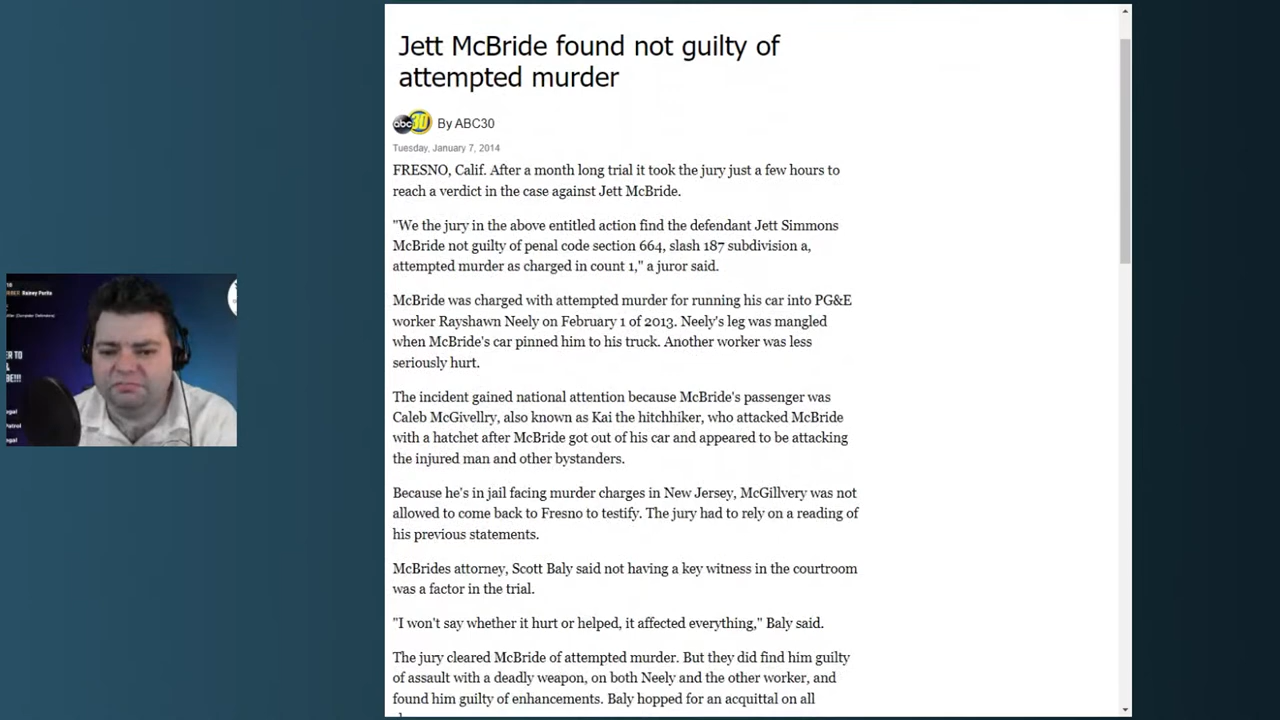 Jett McBride found not guilty of
attempted murder
abc 30 By ABC30
Tuesday, January 7, 2014
FRESNO, Calif. After a month long trial it took the jury just a few hours to
reach a verdict in the case against Jett McBride.
"We the jury in the above entitled action find the defendant Jett Simmons
McBride not guilty of penal code section 664, slash 187 subdivision a,
attempted murder as charged in count 1," a juror said.
McBride was charged with attempted murder for running his car into PG&E
worker Rayshawn Neely on February 1 of 2013. Neely's leg was mangled
when McBride's car pinned him to his truck. Another worker was less
seriously hurt.
The incident gained national attention because McBride's passenger was
Caleb McGivellry, also known as Kai the hitchhiker, who attacked McBride
with a hatchet after McBride got out of his car and appeared to be attacking
the injured man and other bystanders.
Because he's in jail facing murder charges in New Jersey, McGillvery was not
allowed to come back to Fresno to testify. The jury had to rely on a reading of
his previous statements.
McBrides attorney, Scott Baly said not having a key witness in the courtroom
was a factor in the trial.
"I won't say whether it hurt or helped, it affected everything," Baly said.
The jury cleared McBride of attempted murder. But they did find him guilty
of assault with a deadly weapon, on both Neely and the other worker, and
found him guilty of enhancements. Baly hopped for an acquittal on all